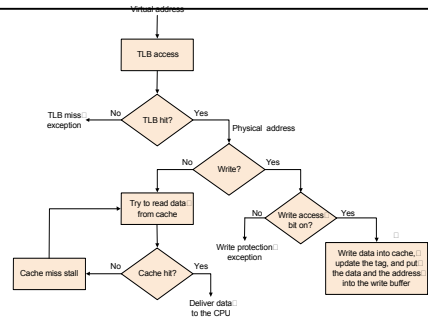 Virtual address
TLB access
TLB miss
exception
No
TLB hit?
Yes
Physical address
No
Write?
Yes
Try to read data
from cache
No
Write access
bit on?
Yes
Write protection
exception
Write data into cache,
update the tag, and put
the data and the address
into the write buffer
Cache miss stall
No
Cache hit?
Yes
Deliver data
to the CPU